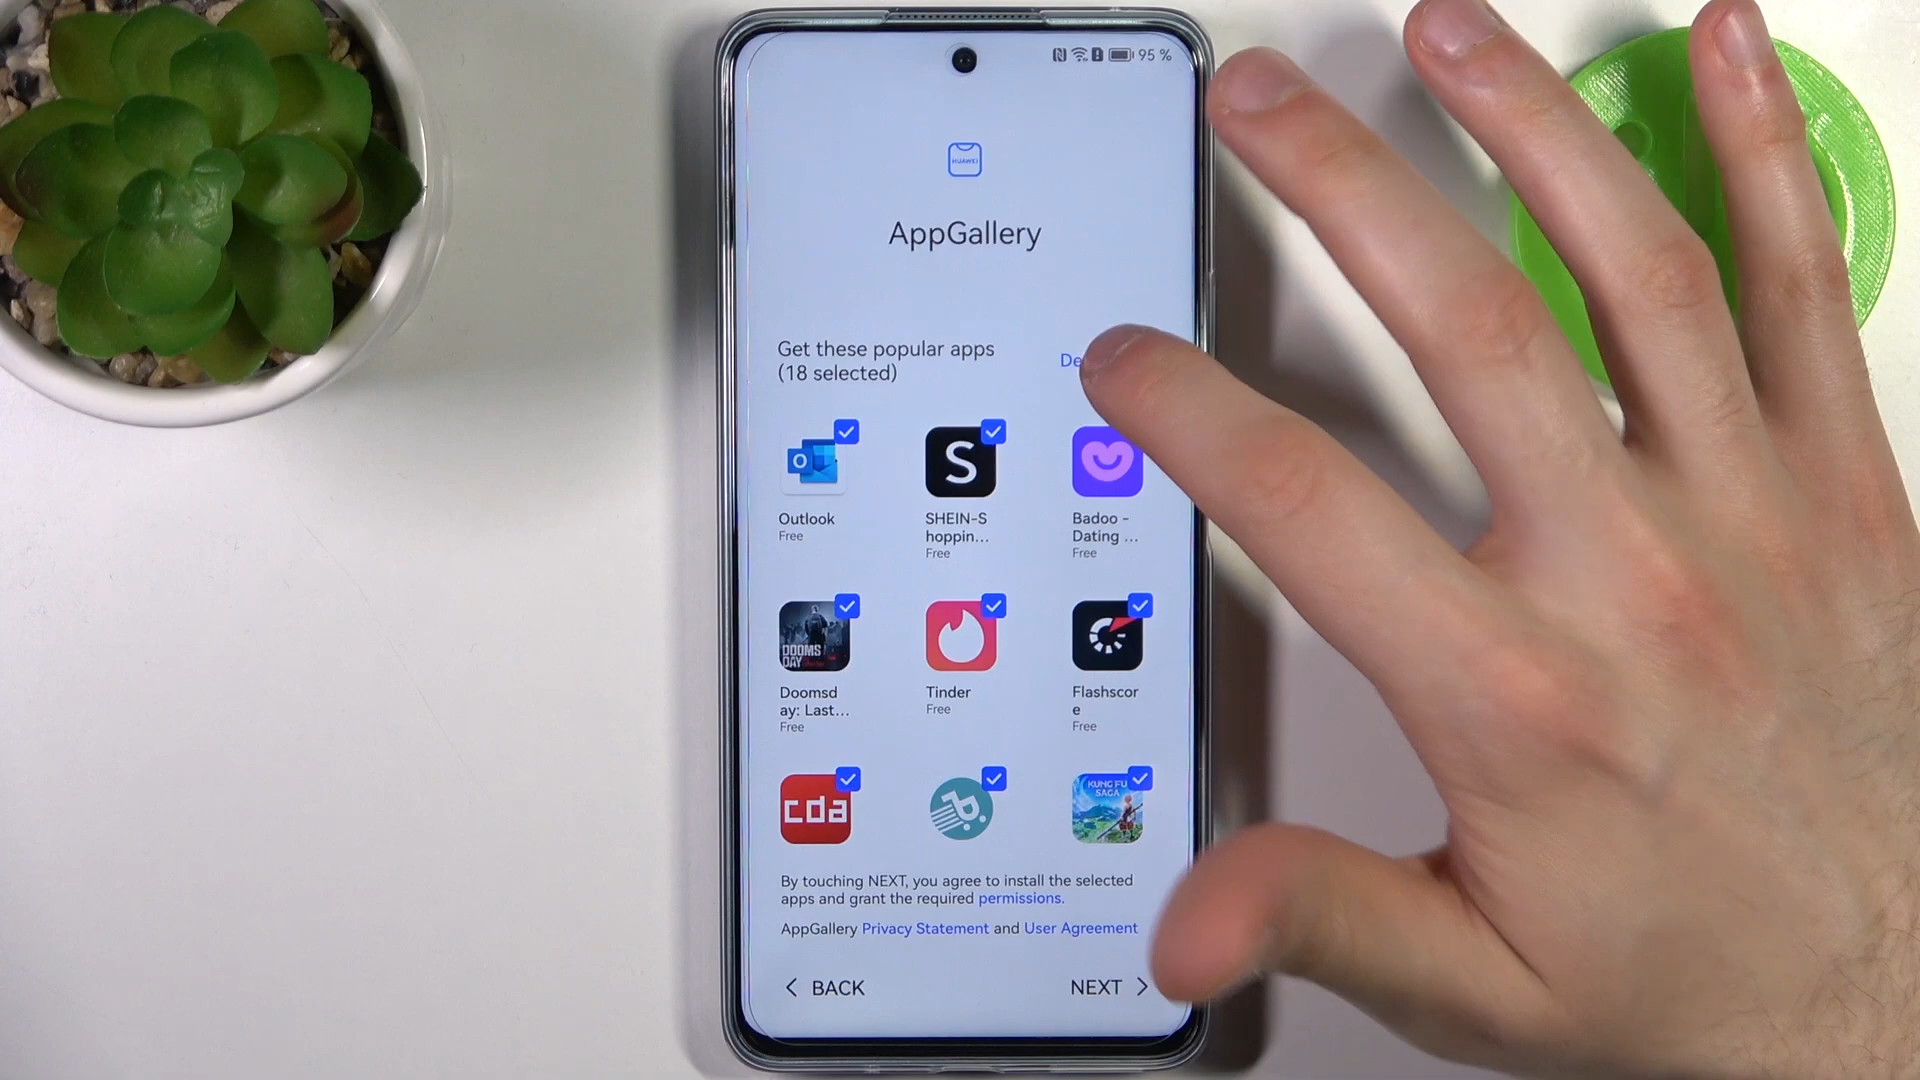 95 %
HUAWEI
AppGallery
Get these popular apps
(18 selected)
Outlook
Free
SHEIN-S
hoppin...
Free
Badoo -
Dating ...
Free
DOOMS
DAY
Doomsd
ay: Last...
Free
Tinder
Free
Flashscor
e
Free
cda
KUNG FU
SAGA
By touching NEXT, you agree to install the selected
apps and grant the required permissions.
AppGallery Privacy Statement and User Agreement
BACK
NEXT